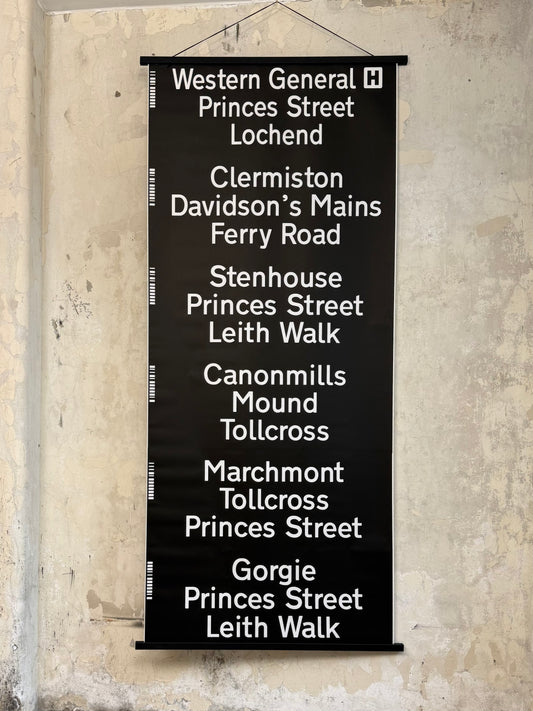 Western General H
Princes Street
Lochend
Clermiston
Davidson's Mains
Ferry Road
Stenhouse
Princes Street
Leith Walk
Canonmills
Mound
Tollcross
Marchmont
Tollcross
Princes Street
Gorgie
Princes Street
Leith Walk